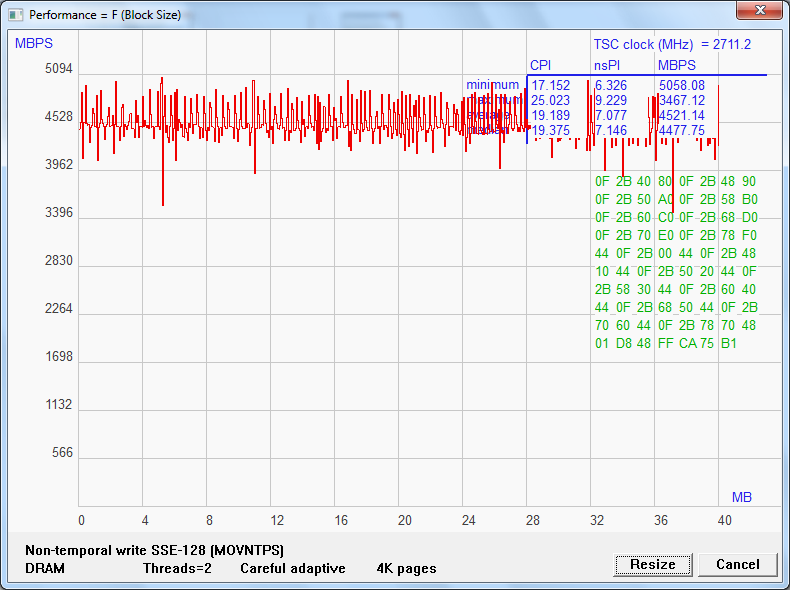 Performance = F (Block Size)
MBPS
TSC clock (MHz) = 2711.2
CPI nsPI MBPS
minimum 17.152 6.326 5058.08
maximum 25.023 9.229 3467.12
average 19.189 7.077 4521.14
median 19.375 7.146 4477.75
5094
4528
3962
3396
2830
2264
1698
1132
566
0F 2B 40 80 0F 2B 48 90
0F 2B 50 A0 0F 2B 58 B0
0F 2B 60 C0 0F 2B 68 D0
0F 2B 70 E0 0F 2B 78 F0
44 0F 2B 00 44 0F 2B 48
10 44 0F 2B 50 20 44 0F
2B 58 30 44 0F 2B 60 40
44 0F 2B 68 50 44 0F 2B
70 60 44 0F 2B 78 70 48
01 D8 48 FF CA 75 B1
MB
0 4 8 12 16 20 24 28 32 36 40
Non-temporal write SSE-128 (MOVNTPS)
DRAM Threads=2 Careful adaptive 4K pages
Resize Cancel